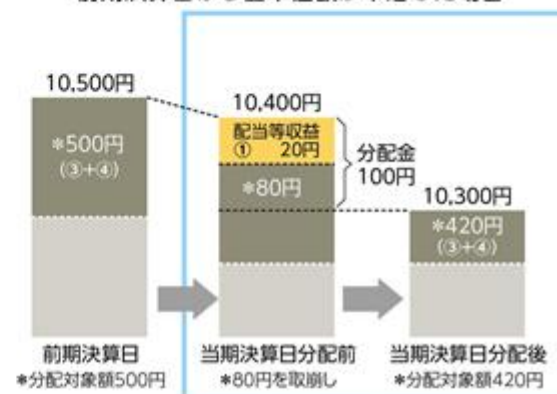 10,500円
*500円
(③+④)
前期決算日
*分配対象額500円
10,400円
配当等収益
① 20円
*80円
分配金
100円
当期決算日分配前
*80円を取崩し
10,300円
*420円
(③+④)
当期決算日分配後
*分配対象額420円